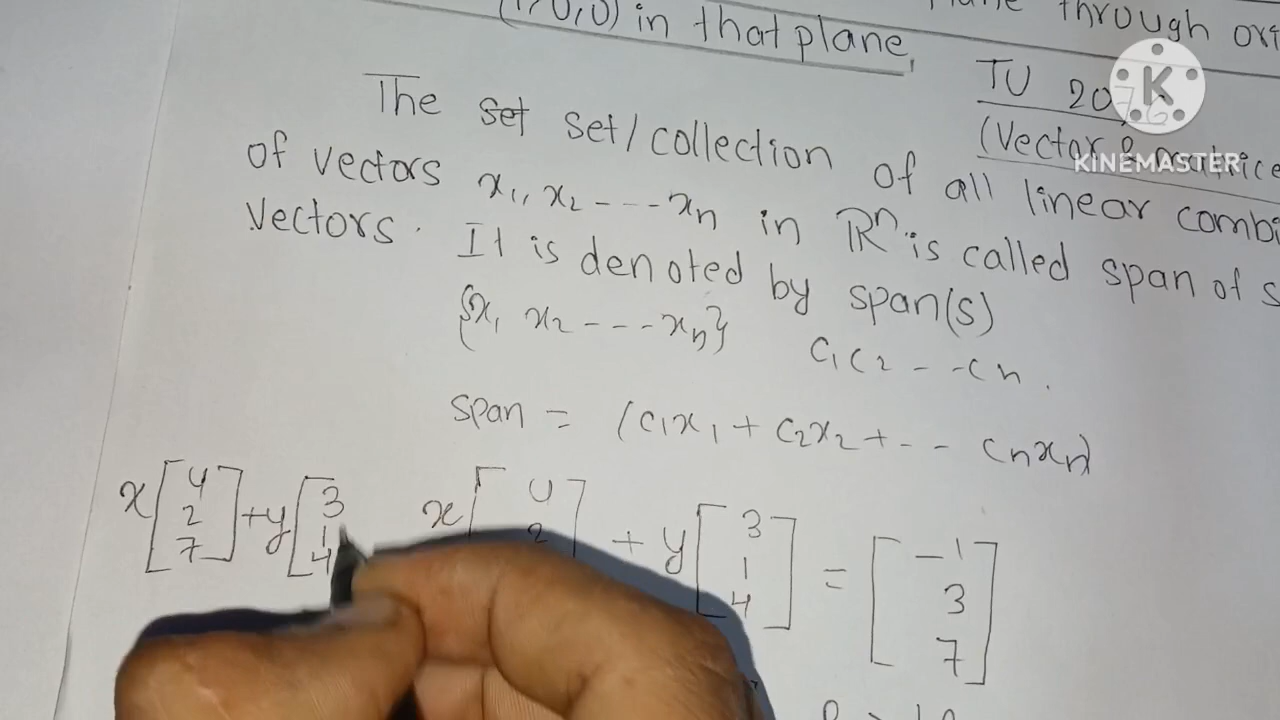 through ori
(1,0,0) in that plane,
TU 2076
(Vector & matrice
The set set/collection of all linear combi
of vectors x₁, x₂ ---- xn in ℝⁿ is called span of s
vectors. It is denoted by span(s)
{x₁ x₂ ---- xn}
c₁ c₂ - - cn.
span = (c₁x₁ + c₂x₂ + - - cnxn)
x[4 2 7] + y[3 1 4]
x[4 2] + y[3 1 4] = [-1 3 7]
KINEMASTER